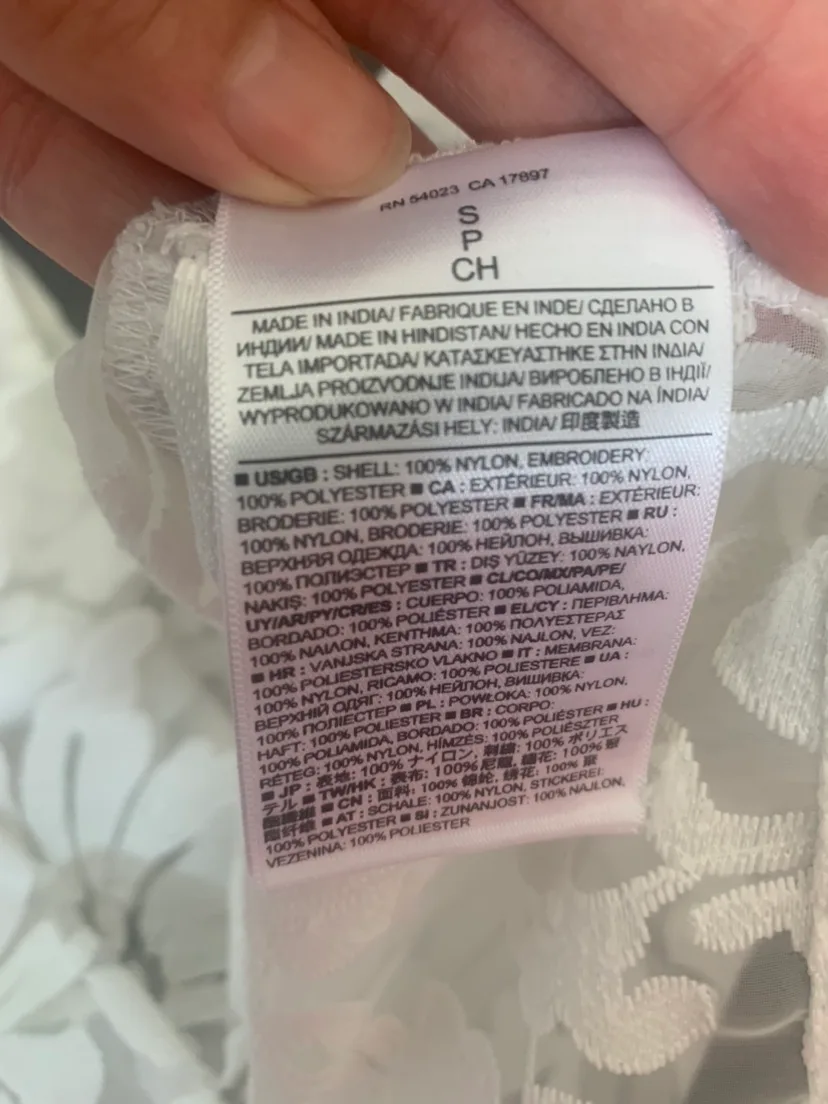 RN 54023 CA 17897
S
P
CH
MADE IN INDIA/ FABRIQUE EN INDE/ СДЕЛАНО В
ИНДИИ/ MADE IN HINDISTAN/ HECHO EN INDIA CON
TELA IMPORTADA/ ΚΑΤΑΣΚΕΥΑΣΤΗΚΕ ΣΤΗΝ ΙΝΔΙΑ/
ZEMLJA PROIZVODNJE INDIJA/ ВИРОБЛЕНО В ІНДІЇ/
WYPRODUKOWANO W INDIA/ FABRICADO NA ÍNDIA/
SZÁRMAZÁSI HELY: INDIA/ 印度製造
■ US/GB : SHELL: 100% NYLON, EMBROIDERY:
100% POLYESTER ■ CA : EXTÉRIEUR: 100% NYLON,
BRODERIE: 100% POLYESTER ■ FR/MA : EXTÉRIEUR:
100% NYLON, BRODERIE: 100% POLYESTER ■ RU :
ВЕРХНЯЯ ОДЕЖДА: 100% НЕЙЛОН, ВЫШИВКА:
100% ПОЛИЭСТЕР ■ TR : DIŞ YÜZEY: 100% NAYLON,
NAKIŞ: 100% POLYESTER ■ CL/CO/MX/PA/PE/
UY/AR/PY/CR/ES : CUERPO: 100% POLIAMIDA,
BORDADO: 100% POLIÉSTER ■ EL/CY : ΠΕΡΙΒΛΗΜΑ:
100% ΝΑΙΛΟΝ, ΚΕΝΤΗΜΑ: 100% ΠΟΛΥΕΣΤΕΡΑΣ
■ HR : VANJSKA STRANA: 100% NAJLON, VEZ:
100% POLIESTERSKO VLAKNO ■ IT : MEMBRANA:
100% NYLON, RICAMO: 100% POLIESTERE ■ UA :
ВЕРХНІЙ ОДЯГ: 100% НЕЙЛОН, ВИШИВКА:
100% ПОЛІЕСТЕР ■ PL : POWŁOKA: 100% NYLON,
HAFT: 100% POLIESTER ■ BR : CORPO:
100% POLIAMIDA, BORDADO: 100% POLIÉSTER ■ HU :
RÉTEG: 100% NYLON, HÍMZÉS: 100% POLIÉSZTER
■ JP : 表地: 100% ナイロン, 刺繍: 100% ポリエス
テル ■ TW/HK : 表布: 100% 尼龍, 繡花: 100% 聚
酯纖維 ■ CN : 面料: 100% 锦纶, 绣花: 100% 聚
酯纤维 ■ AT : SCHALE: 100% NYLON, STICKEREI:
100% POLYESTER ■ SI : ZUNANJOST: 100% NAJLON,
VEZENINA: 100% POLIESTER